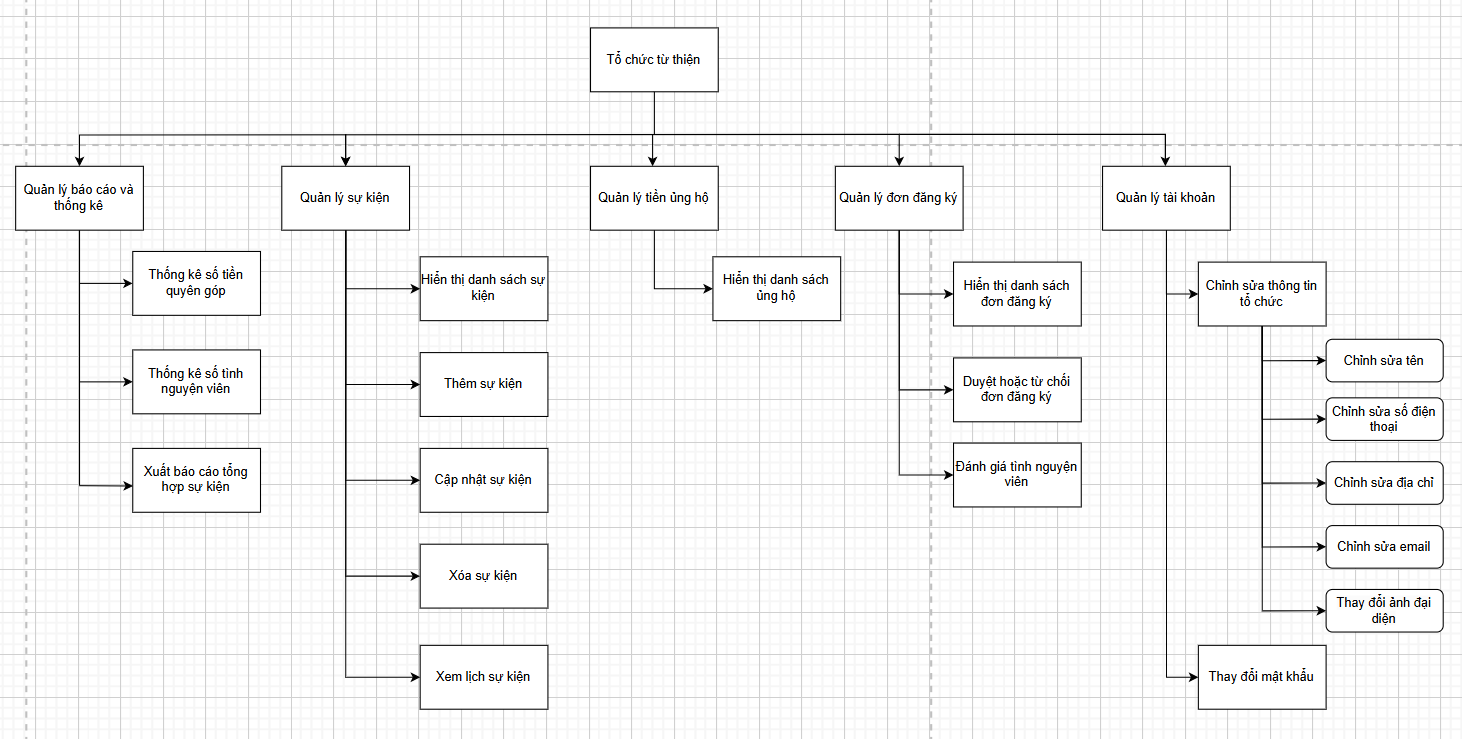 Tổ chức từ thiện
Quản lý báo cáo và
thống kê
Quản lý sự kiện
Quản lý tiền ủng hộ
Quản lý đơn đăng ký
Quản lý tài khoản
Thống kê số tiền
quyên góp
Thống kê số tình
nguyện viên
Xuất báo cáo tổng
hợp sự kiện
Hiển thị danh sách sự
kiện
Thêm sự kiện
Cập nhật sự kiện
Xóa sự kiện
Xem lịch sự kiện
Hiển thị danh sách
ủng hộ
Hiển thị danh sách
đơn đăng ký
Duyệt hoặc từ chối
đơn đăng ký
Đánh giá tình nguyện
viên
Chỉnh sửa thông tin
tổ chức
Chỉnh sửa tên
Chỉnh sửa số điện
thoại
Chỉnh sửa địa chỉ
Chỉnh sửa email
Thay đổi ảnh đại
diện
Thay đổi mật khẩu